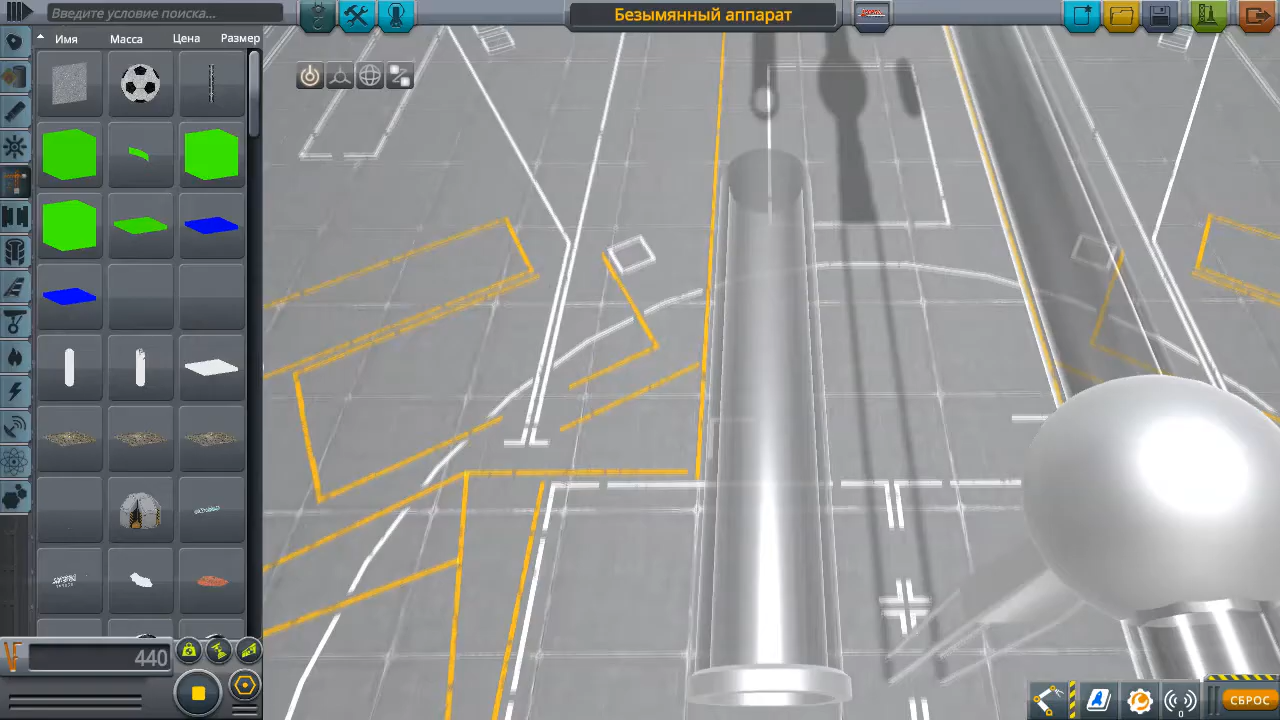 Введите условие поиска...
Безымянный аппарат
Имя Масса Цена Размер
440
СБРОС